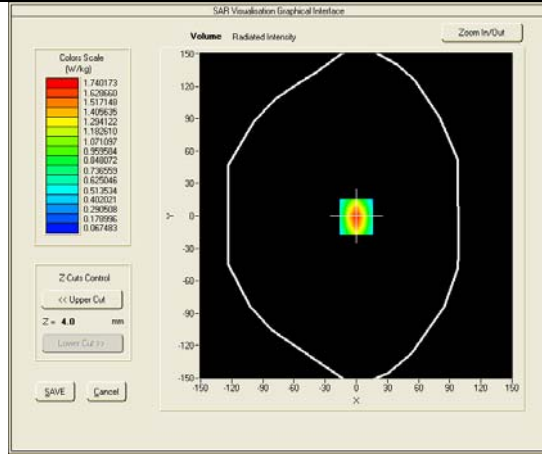 SAR Visualisation Graphical Interface
Volume Radiated Intensity
Zoom In/Out
Colors Scale
(W/kg)
1.740173
1.628660
1.517148
1.405635
1.294122
1.182610
1.071097
0.959584
0.848072
0.736559
0.625046
0.513534
0.402021
0.290508
0.178996
0.067483
Z Cuts Control
<< Upper Cut
Z = 4.0 mm
Lower Cut >>
SAVE
Cancel
150
120
90
60
30
0
-30
-60
-90
-120
-150
Y
-150 -120 -90 -60 -30 0 30 60 90 120 150
X